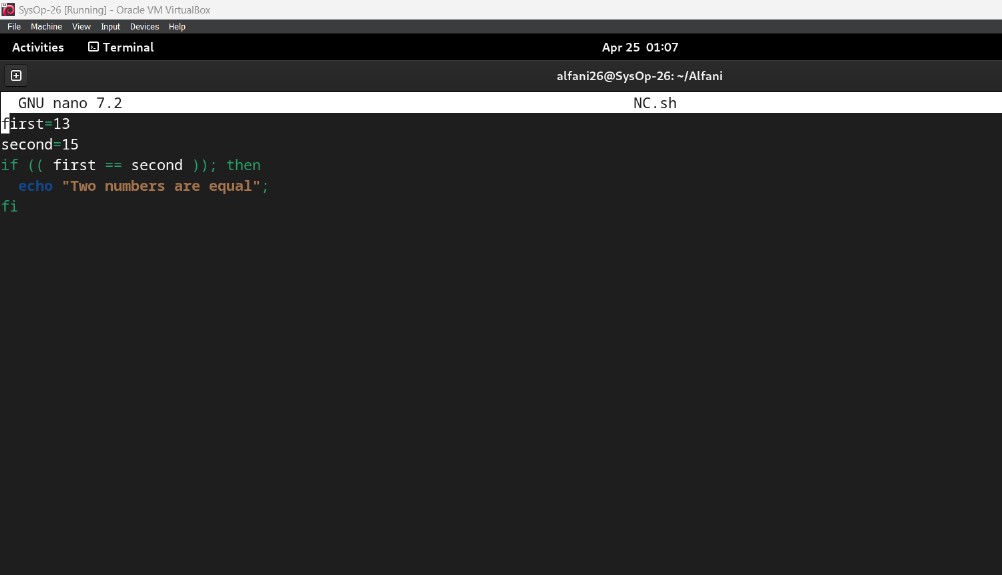 SysOp-26 [Running] - Oracle VM VirtualBox
File Machine View Input Devices Help
Activities Terminal Apr 25 01:07
alfani26@SysOp-26: ~/Alfani
GNU nano 7.2 NC.sh
first=13
second=15
if (( first == second )); then
  echo "Two numbers are equal";
fi